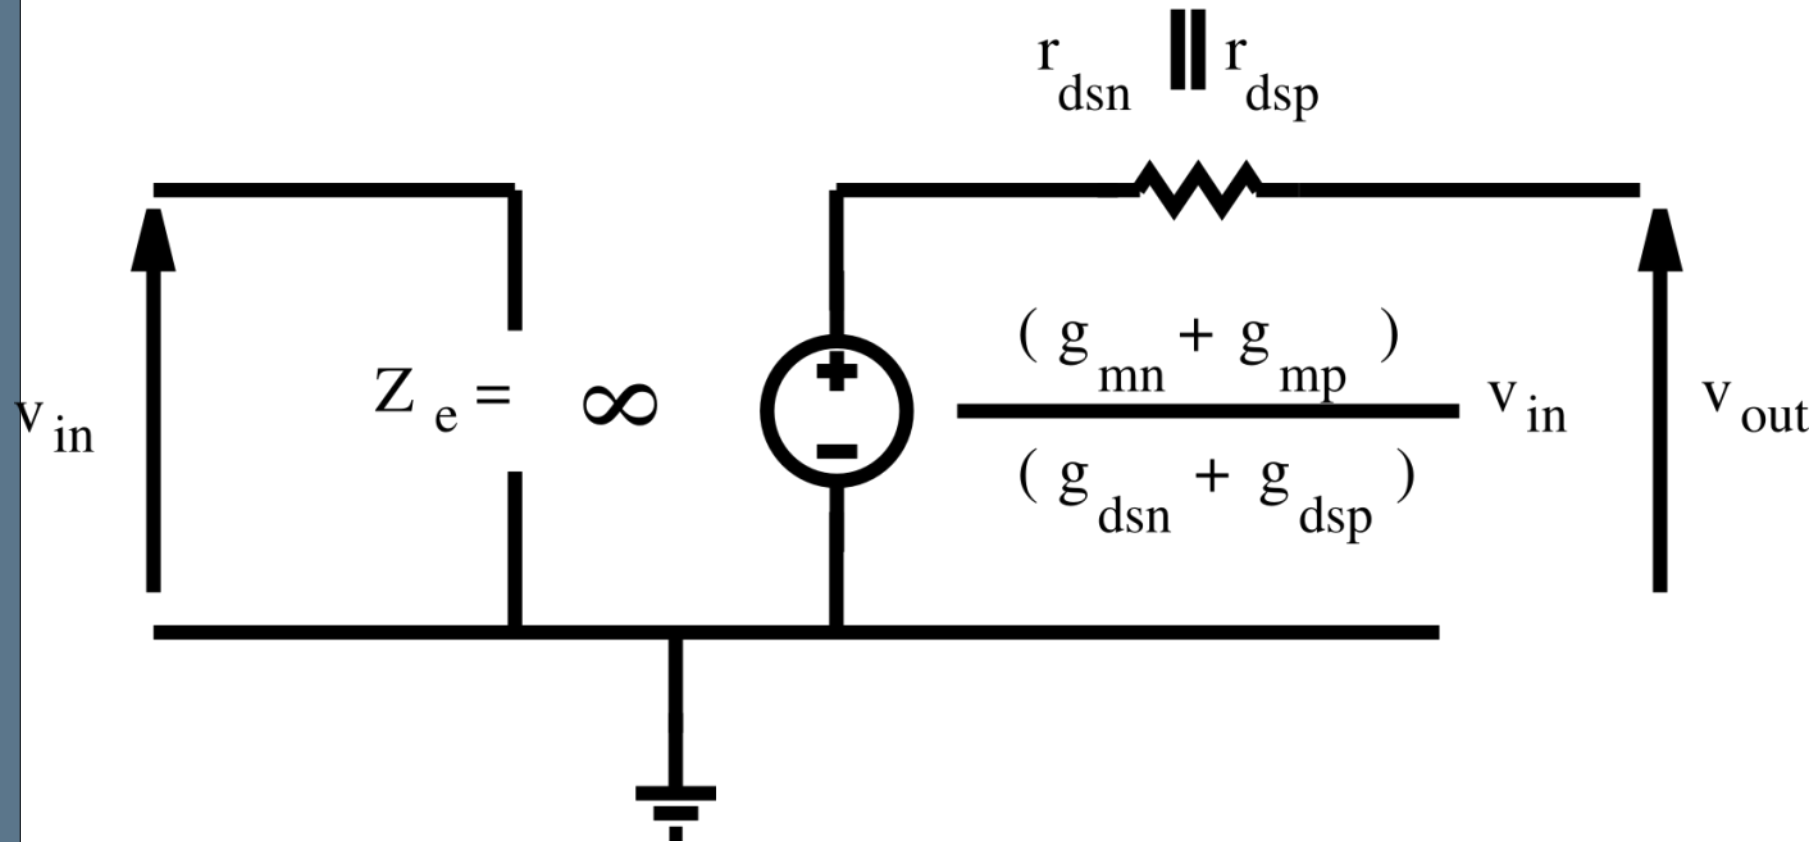 r dsn || r dsp
v in
Z e = ∞
+
-
( g mn + g mp )
( g dsn + g dsp )
v in
v out